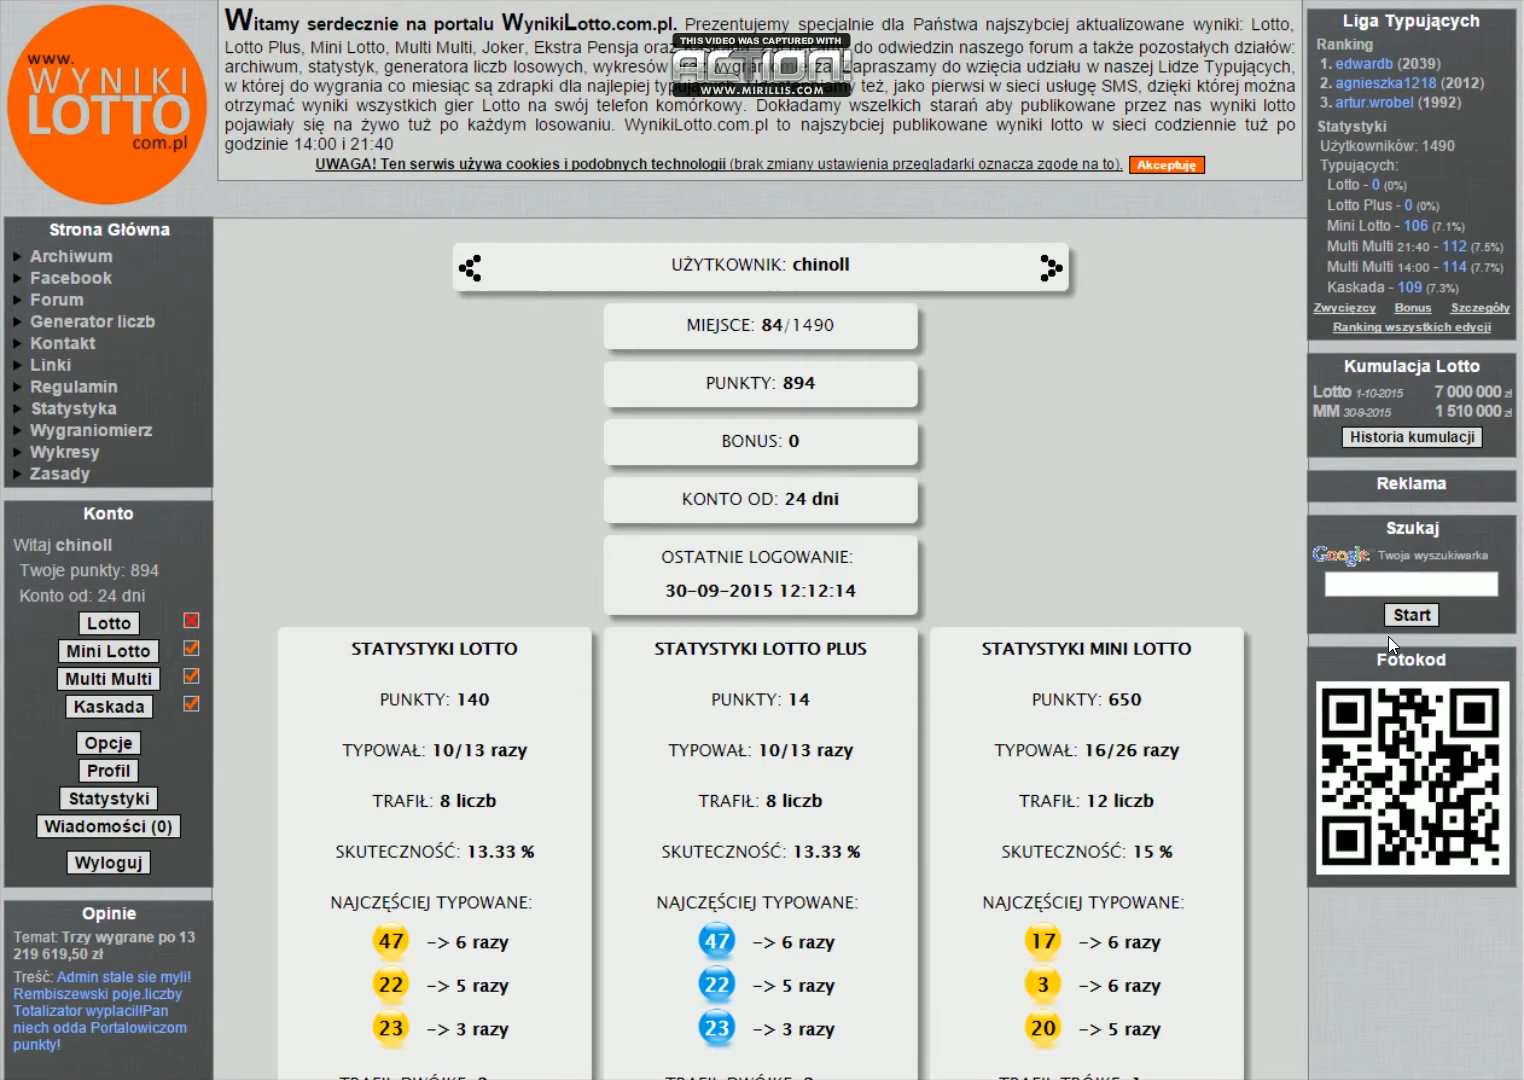 www.
WYNIKI
LOTTO
com.pl
Witamy serdecznie na portalu WynikiLotto.com.pl. Prezentujemy specjalnie dla Państwa najszybciej aktualizowane wyniki: Lotto,
Lotto Plus, Mini Lotto, Multi Multi, Joker, Ekstra Pensja oraz do odwiedzin naszego forum a także pozostałych działów:
archiwum, statystyk, generatora liczb losowych, wykresów zapraszamy do wzięcia udziału w naszej Lidze Typujących,
w której do wygrania co miesiąc są zdrapki dla najlepiej też, jako pierwsi w sieci usługę SMS, dzięki której można
otrzymać wyniki wszystkich gier Lotto na swój telefon komórkowy. Dokładamy wszelkich starań aby publikowane przez nas wyniki lotto
pojawiały się na żywo tuż po każdym losowaniu. WynikiLotto.com.pl to najszybciej publikowane wyniki lotto w sieci codziennie tuż po
godzinie 14:00 i 21:40
UWAGA! Ten serwis używa cookies i podobnych technologii (brak zmiany ustawienia przeglądarki oznacza zgodę na to). Akceptuję
THIS VIDEO WAS CAPTURED WITH
ACTION!
WWW.MIRILLIS.COM
Strona Główna
Archiwum
Facebook
Forum
Generator liczb
Kontakt
Linki
Regulamin
Statystyka
Wygraniomierz
Wykresy
Zasady
Konto
Witaj chinoll
Twoje punkty: 894
Konto od: 24 dni
Lotto
Mini Lotto
Multi Multi
Kaskada
Opcje
Profil
Statystyki
Wiadomości (0)
Wyloguj
Opinie
Temat: Trzy wygrane po 13
219 619,50 zł
Treść: Admin stale sie myli!
Rembiszewski poje.liczby
Totalizator wyplacil!Pan
niech odda Portalowiczom
punkty!
UŻYTKOWNIK: chinoll
MIEJSCE: 84/1490
PUNKTY: 894
BONUS: 0
KONTO OD: 24 dni
OSTATNIE LOGOWANIE:
30-09-2015 12:12:14
STATYSTYKI LOTTO
PUNKTY: 140
TYPOWAŁ: 10/13 razy
TRAFIŁ: 8 liczb
SKUTECZNOŚĆ: 13.33 %
NAJCZĘŚCIEJ TYPOWANE:
47 -> 6 razy
22 -> 5 razy
23 -> 3 razy
STATYSTYKI LOTTO PLUS
PUNKTY: 14
TYPOWAŁ: 10/13 razy
TRAFIŁ: 8 liczb
SKUTECZNOŚĆ: 13.33 %
NAJCZĘŚCIEJ TYPOWANE:
47 -> 6 razy
22 -> 5 razy
23 -> 3 razy
STATYSTYKI MINI LOTTO
PUNKTY: 650
TYPOWAŁ: 16/26 razy
TRAFIŁ: 12 liczb
SKUTECZNOŚĆ: 15 %
NAJCZĘŚCIEJ TYPOWANE:
17 -> 6 razy
3 -> 6 razy
20 -> 5 razy
Liga Typujących
Ranking
1. edwardb (2039)
2. agnieszka1218 (2012)
3. artur.wrobel (1992)
Statystyki
Użytkowników: 1490
Typujących:
Lotto - 0 (0%)
Lotto Plus - 0 (0%)
Mini Lotto - 106 (7.1%)
Multi Multi 21:40 - 112 (7.5%)
Multi Multi 14:00 - 114 (7.7%)
Kaskada - 109 (7.3%)
Zwycięzcy Bonus Szczegóły
Ranking wszystkich edycji
Kumulacja Lotto
Lotto 1-10-2015 7 000 000 zł
MM 30-9-2015 1 510 000 zł
Historia kumulacji
Reklama
Szukaj
Google Twoja wyszukiwarka
Start
Fotokod